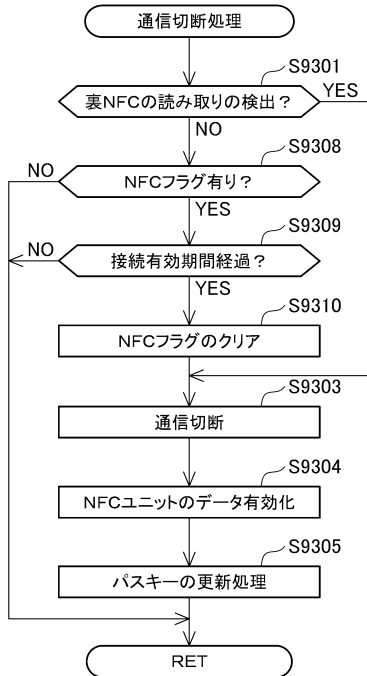 通信切断処理
S9301
裏NFCの読み取りの検出?
YES
NO
S9308
NO
NFCフラグ有り?
YES
S9309
NO
接続有効期間経過?
YES
S9310
NFCフラグのクリア
S9303
通信切断
S9304
NFCユニットのデータ有効化
S9305
パスキーの更新処理
RET